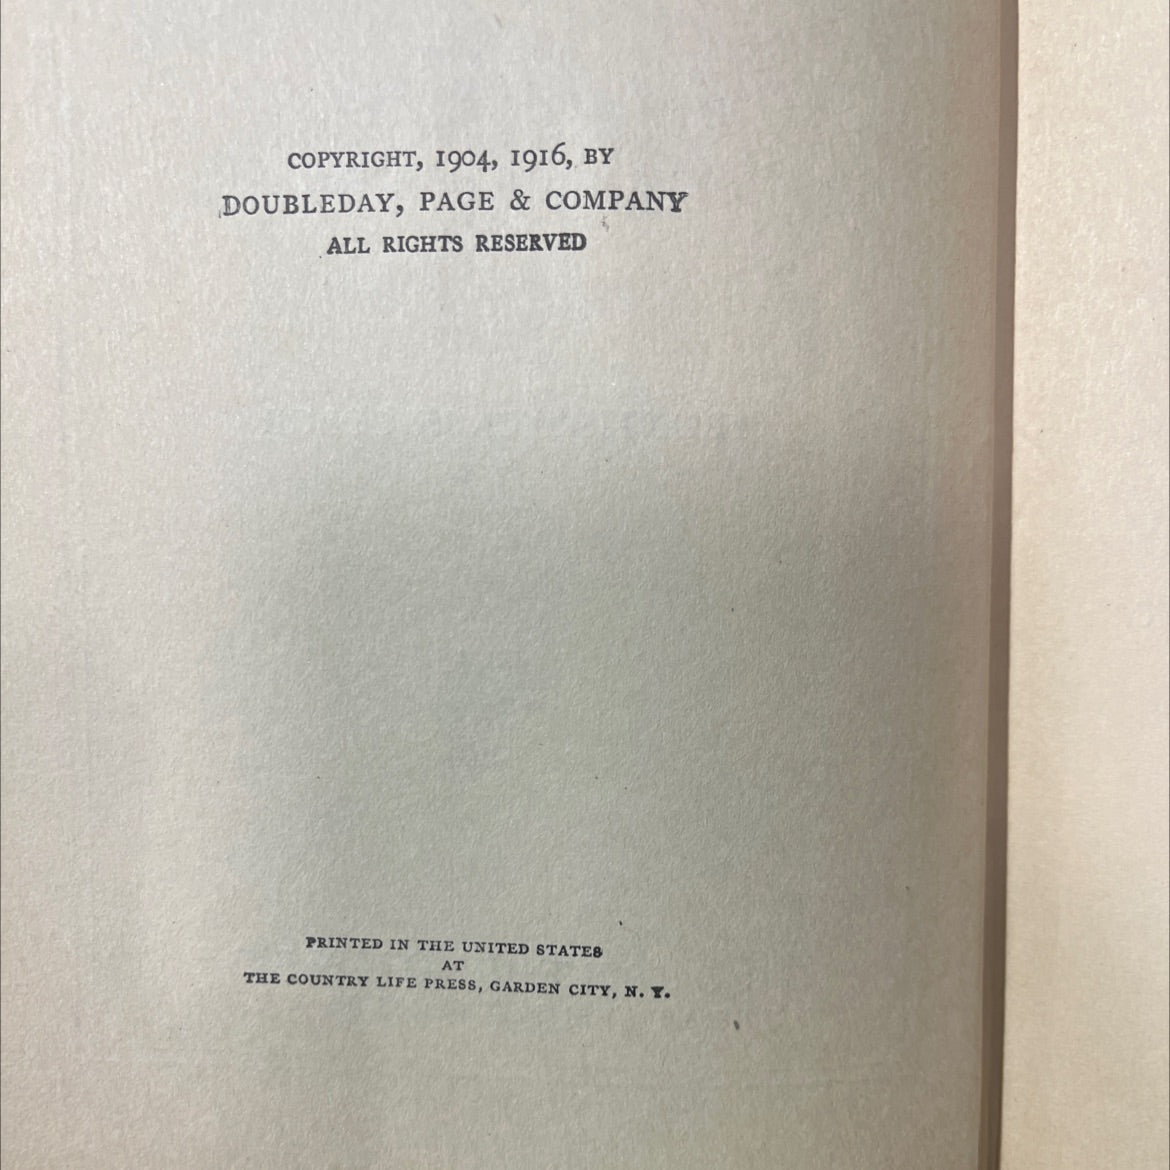 COPYRIGHT, 1904, 1916, BY
DOUBLEDAY, PAGE & COMPANY
ALL RIGHTS RESERVED
PRINTED IN THE UNITED STATES
AT
THE COUNTRY LIFE PRESS, GARDEN CITY, N. Y.